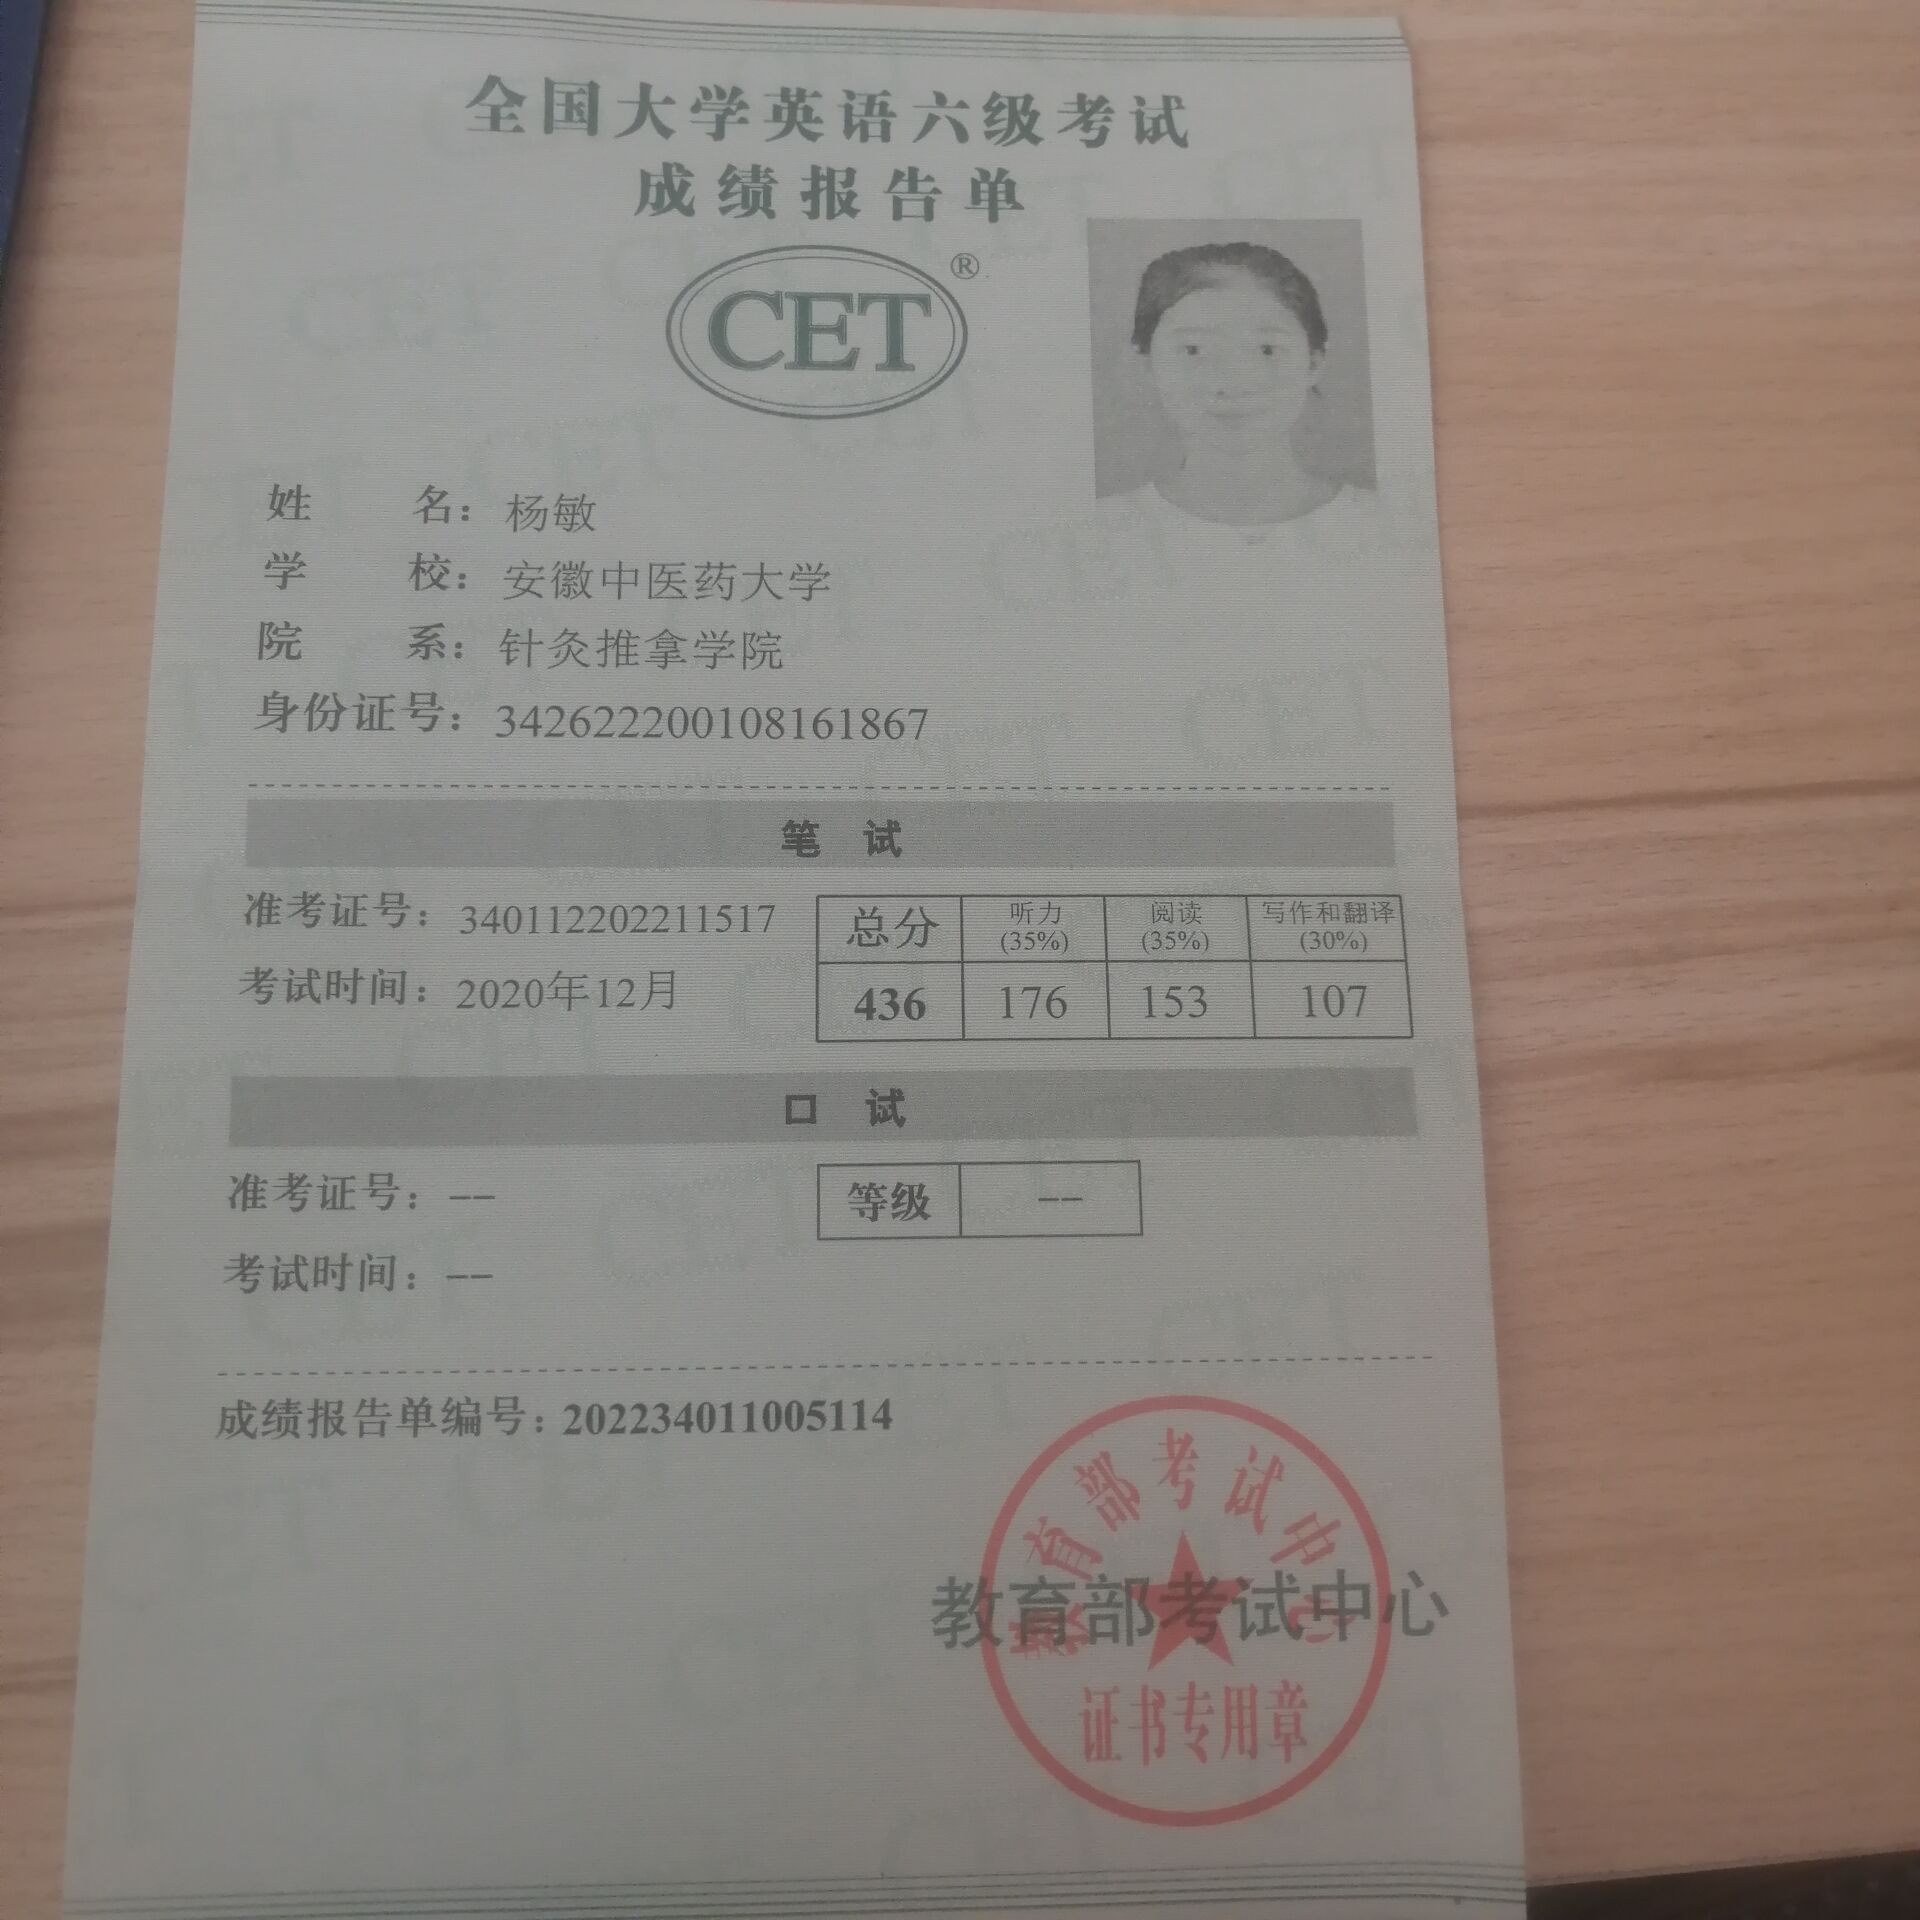 全国大学英语六级考试
成绩报告单
CET®
姓名：杨敏
学校：安徽中医药大学
院系：针灸推拿学院
身份证号：342622200108161867
笔 试
准考证号：340112202211517
考试时间：2020年12月
总分 听力(35%) 阅读(35%) 写作和翻译(30%)
436 176 153 107
口 试
准考证号：--
考试时间：--
等级 --
成绩报告单编号：202234011005114
教育部考试中心
教育部考试中心
证书专用章